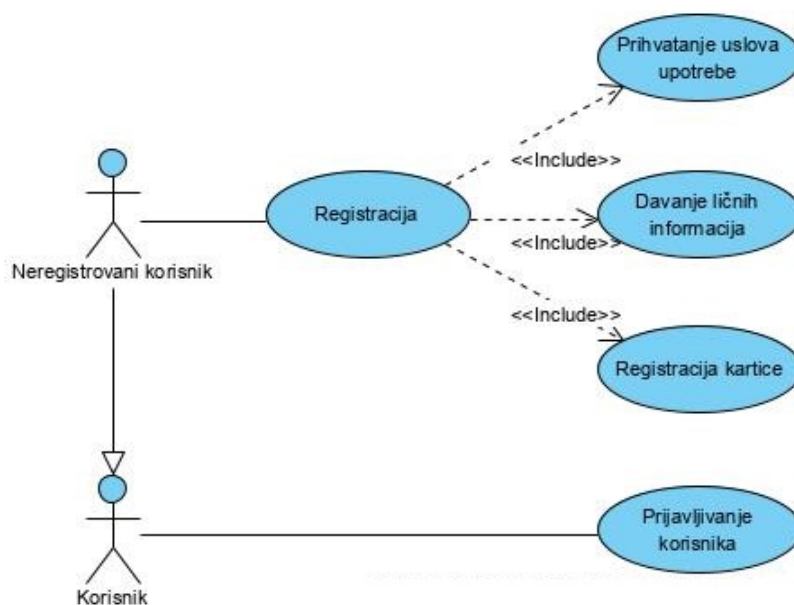 Prihvatanje uslova
upotrebe
<<Include>>
Registracija
Davanje ličnih
informacija
<<Include>>
Neregistrovani korisnik
<<Include>>
Registracija kartice
Prijavljivanje
korisnika
Korisnik